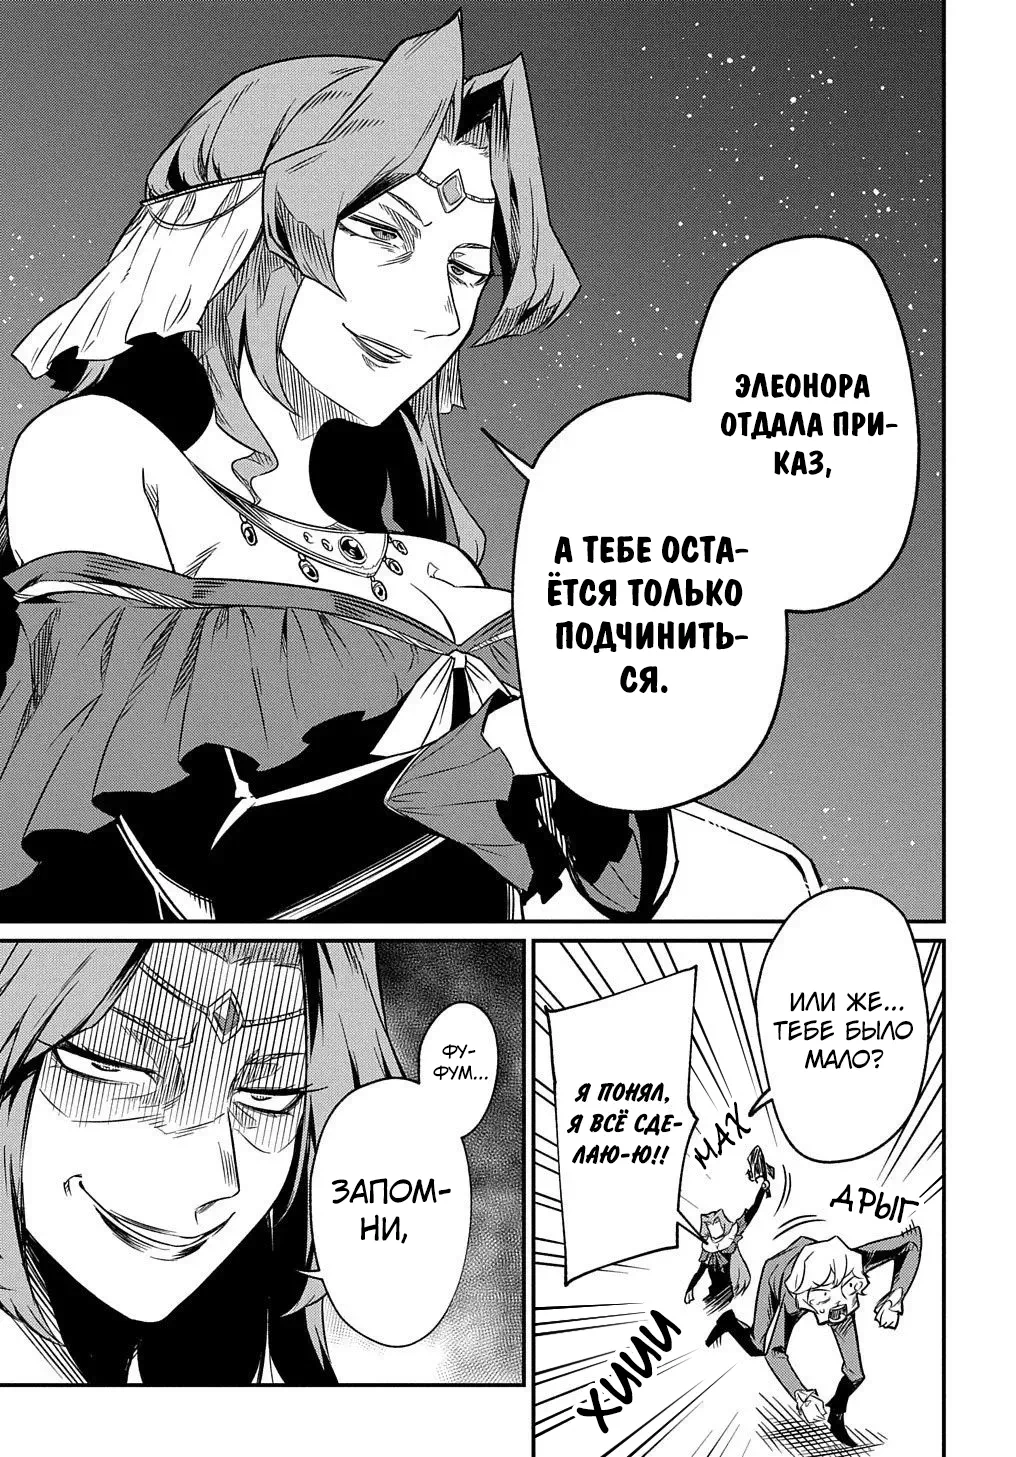 ЭЛЕОНОРА
ОТДАЛА ПРИ-
КАЗ,
А ТЕБЕ ОСТА-
ЁТСЯ ТОЛЬКО
ПОДЧИНИТЬ-
СЯ.
ИЛИ ЖЕ...
ТЕБЕ БЫЛО
МАЛО?
МАХ
ДРЫГ
Я ПОНЯЛ,
Я ВСЁ СДЕ-
ЛАЮ-Ю!!
ХИИИ
ФУ-
ФУМ...
ЗАПОМ-
НИ,